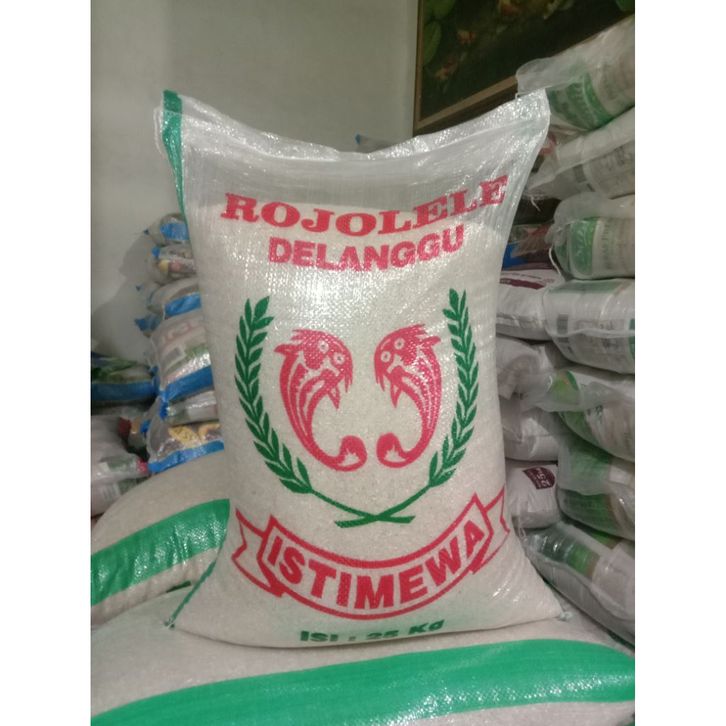 ROJOLELE
DELANGGU
ISTIMEWA
ISI : 25 Kg